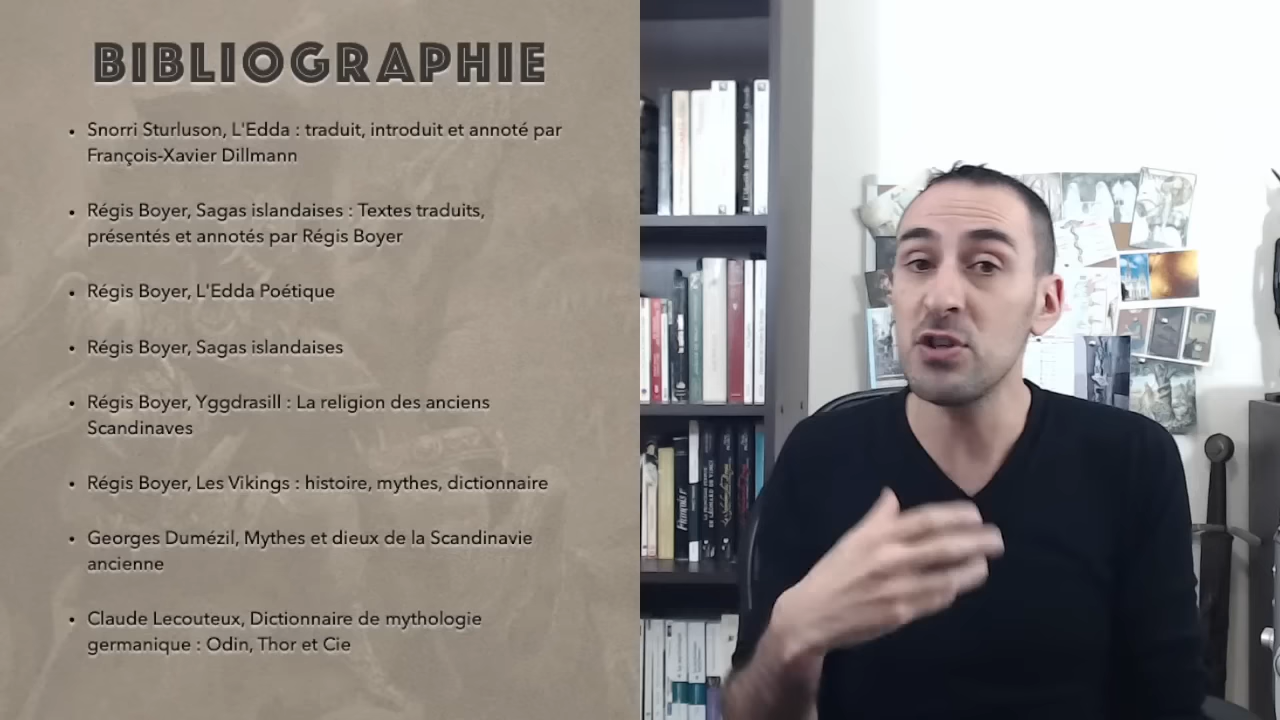 BIBLIOGRAPHIE
• Snorri Sturluson, L'Edda : traduit, introduit et annoté par
François-Xavier Dillmann
• Régis Boyer, Sagas islandaises : Textes traduits,
présentés et annotés par Régis Boyer
• Régis Boyer, L'Edda Poétique
• Régis Boyer, Sagas islandaises
• Régis Boyer, Yggdrasill : La religion des anciens
Scandinaves
• Régis Boyer, Les Vikings : histoire, mythes, dictionnaire
• Georges Dumézil, Mythes et dieux de la Scandinavie
ancienne
• Claude Lecouteux, Dictionnaire de mythologie
germanique : Odin, Thor et Cie
François Ier